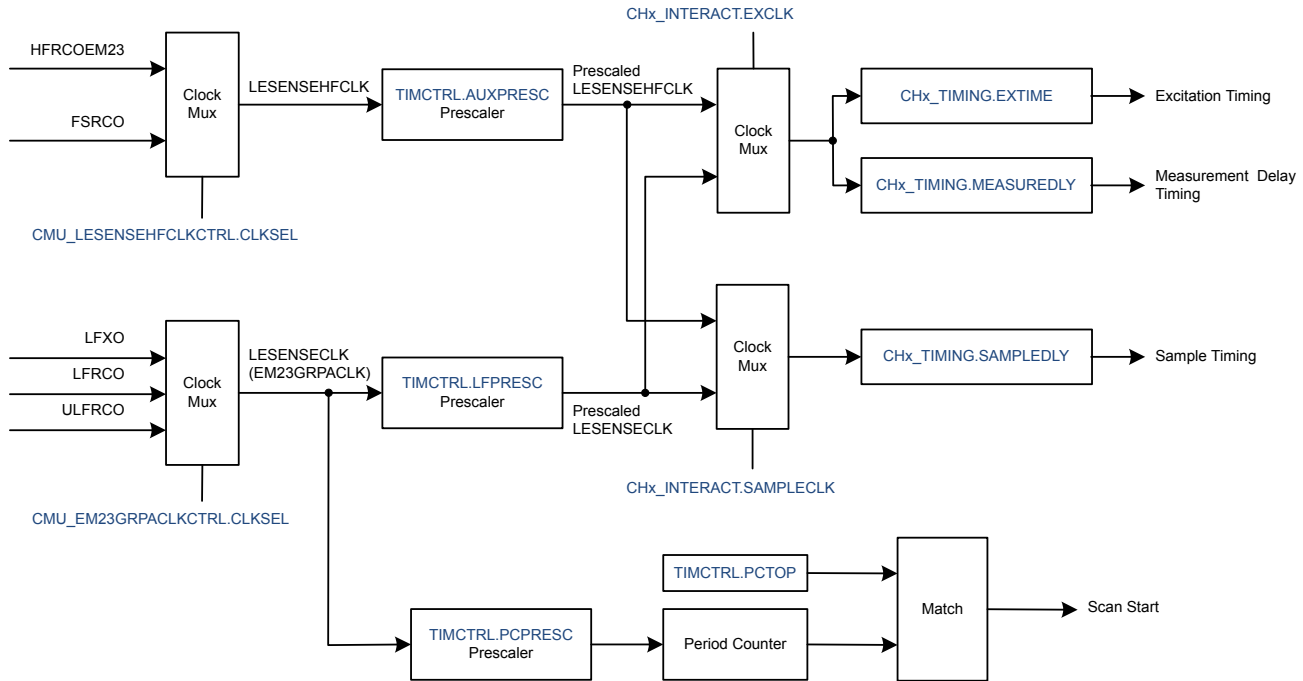 CHx_INTERACT.EXCLK
HFRCOEM23
FSRCO
Clock
Mux
LESENSEHFCLK
TIMCTRL.AUXPRESC
Prescaler
Prescaled
LESENSEHFCLK
Clock
Mux
CHx_TIMING.EXTIME
Excitation Timing
CHx_TIMING.MEASUREDLY
Measurement Delay
Timing
CMU_LESENSEHFCLKCTRL.CLKSEL
LFXO
LFRCO
ULFRCO
Clock
Mux
LESENSECLK
(EM23GRPACLK)
TIMCTRL.LFPRESC
Prescaler
Prescaled
LESENSECLK
Clock
Mux
CHx_TIMING.SAMPLEDLY
Sample Timing
CHx_INTERACT.SAMPLECLK
CMU_EM23GRPACLKCTRL.CLKSEL
TIMCTRL.PCTOP
TIMCTRL.PCPRESC
Prescaler
Period Counter
Match
Scan Start